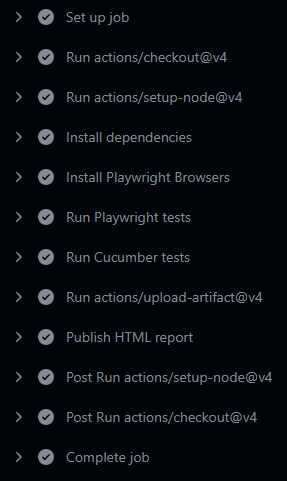 Set up job
Run actions/checkout@v4
Run actions/setup-node@v4
Install dependencies
Install Playwright Browsers
Run Playwright tests
Run Cucumber tests
Run actions/upload-artifact@v4
Publish HTML report
Post Run actions/setup-node@v4
Post Run actions/checkout@v4
Complete job